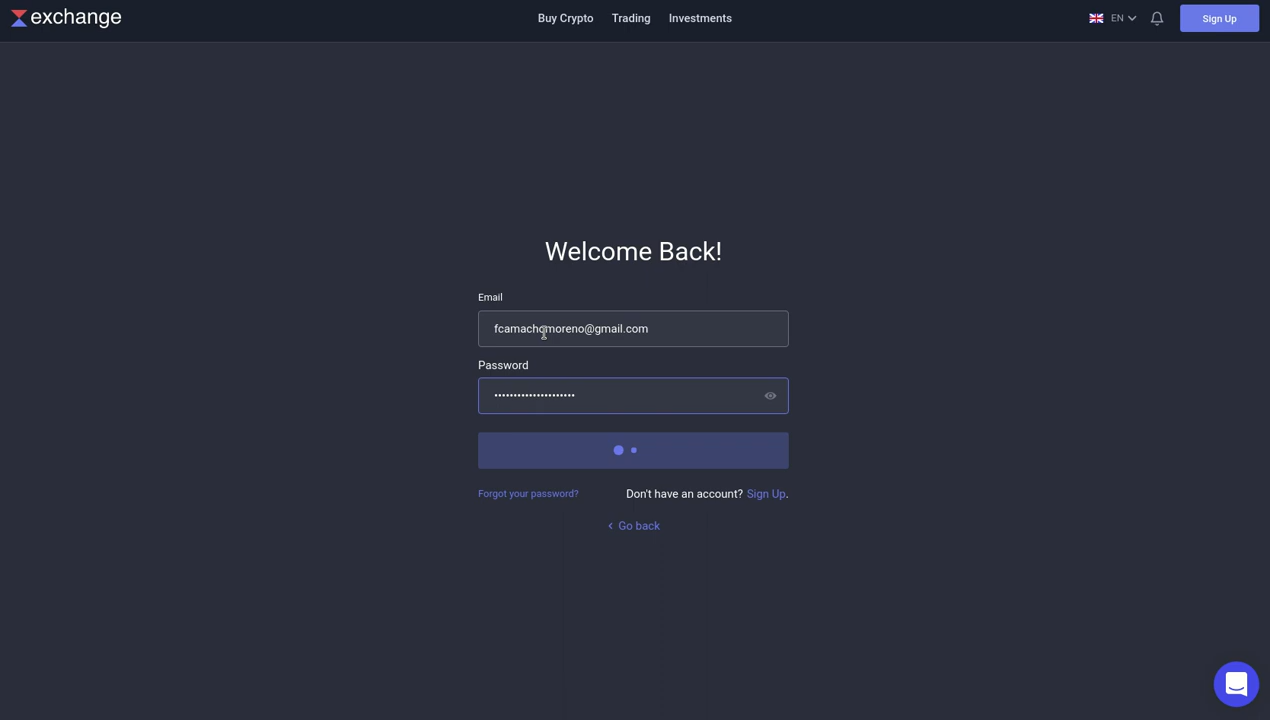 exchange
Buy Crypto Trading Investments
EN
Sign Up
Welcome Back!
Email
fcamachomoreno@gmail.com
Password
•••••••••••••••••••••
Forgot your password?
Don't have an account? Sign Up.
Go back